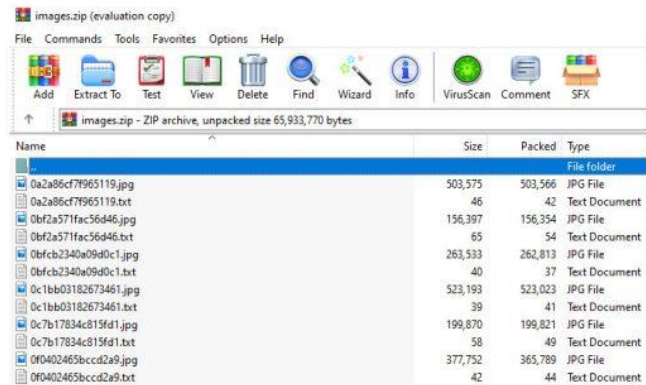 images.zip (evaluation copy)
File Commands Tools Favorites Options Help
Add Extract To Test View Delete Find Wizard Info VirusScan Comment SFX
images.zip - ZIP archive, unpacked size 65,933,770 bytes
Name Size Packed Type
.. File folder
0a2a86cf7f965119.jpg 503,575 503,566 JPG File
0a2a86cf7f965119.txt 46 42 Text Document
0bf2a571fac56d46.jpg 156,397 156,354 JPG File
0bf2a571fac56d46.txt 65 54 Text Document
0bfcb2340a09d0c1.jpg 263,533 262,813 JPG File
0bfcb2340a09d0c1.txt 40 37 Text Document
0c1bb03182673461.jpg 523,193 523,023 JPG File
0c1bb03182673461.txt 39 41 Text Document
0c7b17834c815fd1.jpg 199,870 199,821 JPG File
0c7b17834c815fd1.txt 58 49 Text Document
0f0402465bccd2a9.jpg 377,752 365,789 JPG File
0f0402465bccd2a9.txt 42 44 Text Document